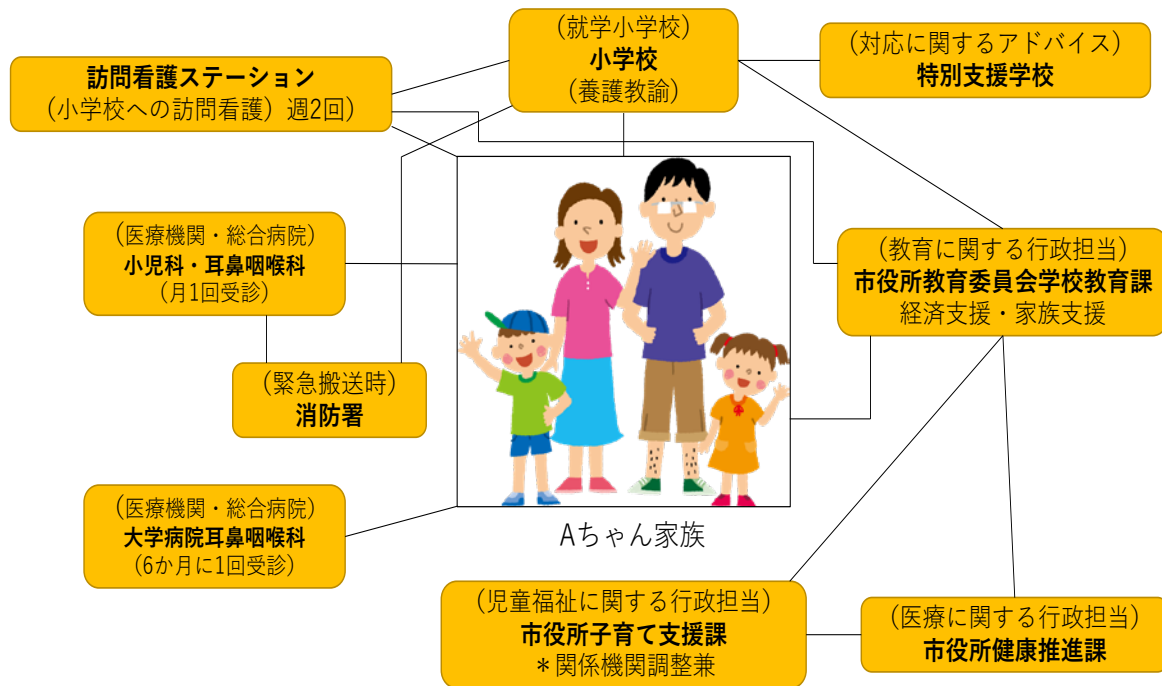 (就学小学校)
小学校
(養護教諭)
(対応に関するアドバイス)
特別支援学校
訪問看護ステーション
(小学校への訪問看護) 週2回)
(医療機関・総合病院)
小児科・耳鼻咽喉科
(月1回受診)
(教育に関する行政担当)
市役所教育委員会学校教育課
経済支援・家族支援
(緊急搬送時)
消防署
(医療機関・総合病院)
大学病院耳鼻咽喉科
(6か月に1回受診)
Aちゃん家族
(児童福祉に関する行政担当)
市役所子育て支援課
*関係機関調整兼
(医療に関する行政担当)
市役所健康推進課